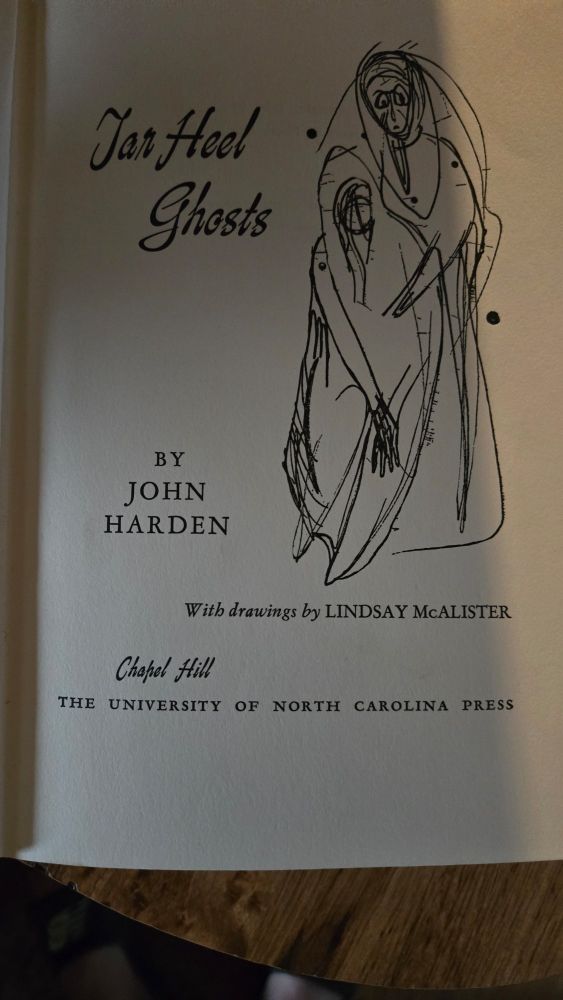 Tar Heel
Ghosts
BY
JOHN
HARDEN
With drawings by LINDSAY McALISTER
Chapel Hill
THE UNIVERSITY OF NORTH CAROLINA PRESS